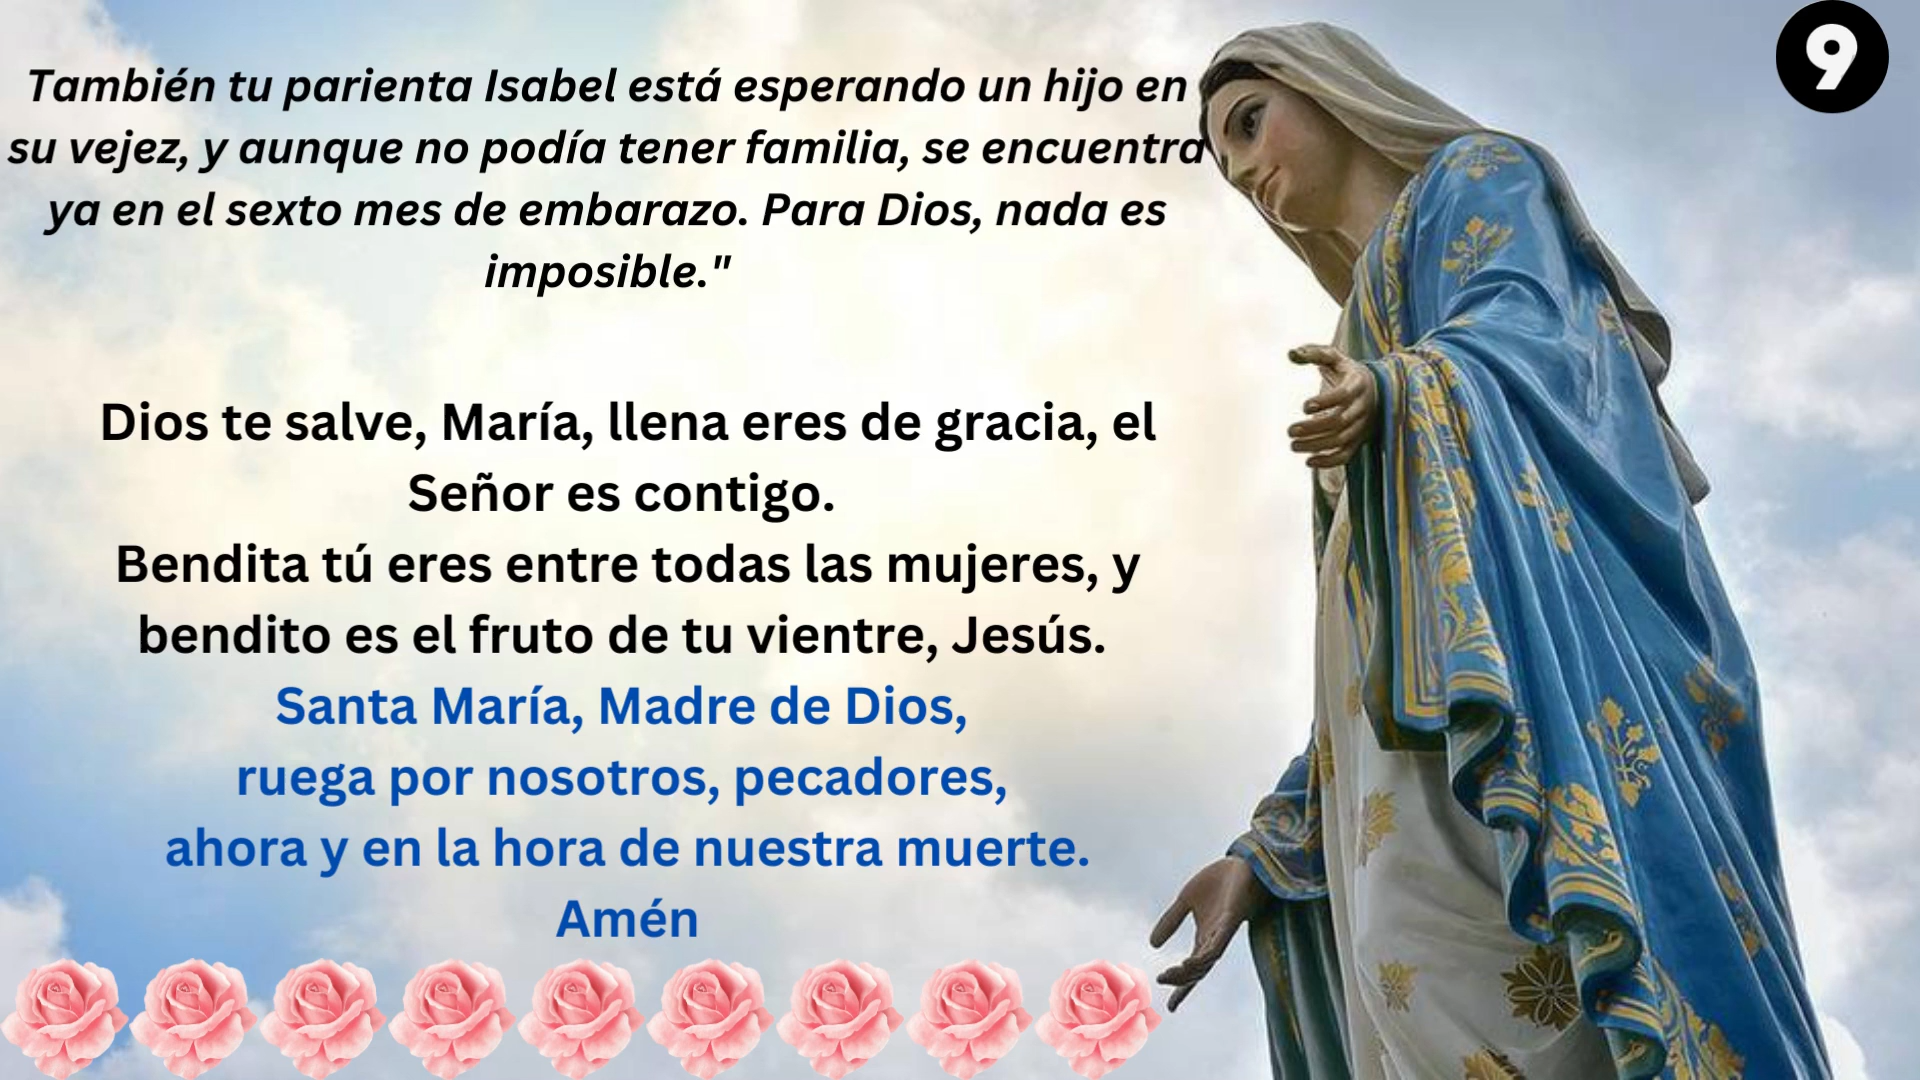 9
También tu parienta Isabel está esperando un hijo en
su vejez, y aunque no podía tener familia, se encuentra
ya en el sexto mes de embarazo. Para Dios, nada es
imposible."
Dios te salve, María, llena eres de gracia, el
Señor es contigo.
Bendita tú eres entre todas las mujeres, y
bendito es el fruto de tu vientre, Jesús.
Santa María, Madre de Dios,
ruega por nosotros, pecadores,
ahora y en la hora de nuestra muerte.
Amén